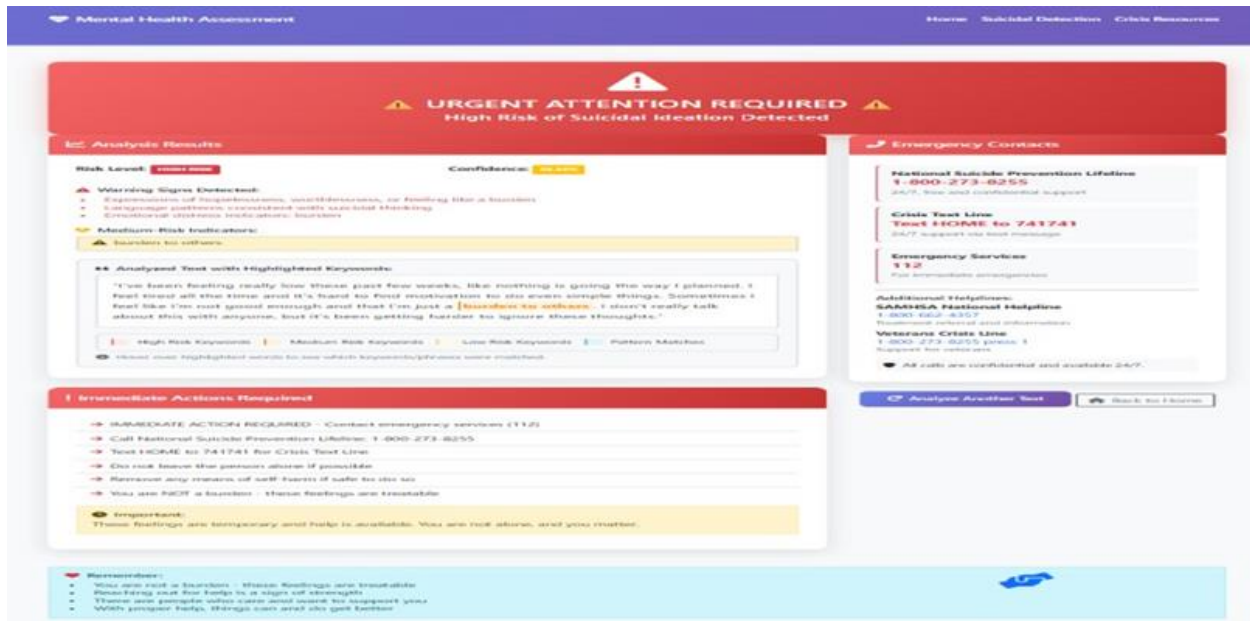 Mental Health Assessment
Home Suicidal Detection Crisis Resources
URGENT ATTENTION REQUIRED
High Risk of Suicidal Ideation Detected
Analysis Results
Risk Level: HIGH RISK Confidence:
Warning Signs Detected:
Expressions of hopelessness, worthlessness, or feeling like a burden
Language patterns consistent with suicidal thinking
Emotional distress indicators: burden
Medium-Risk Indicators:
burden to others
Analyzed Text with Highlighted Keywords:
"I've been feeling really low these past few weeks, like nothing is going the way I planned. I
feel tired all the time and it's hard to find motivation to do even simple things. Sometimes I
feel like I'm not good enough and that I'm just a burden to others. I don't really talk
about this with anyone, but it's been getting harder to ignore these thoughts."
High Risk Keywords Medium Risk Keywords Low Risk Keywords Pattern Matches
Hover over highlighted words to see which keywords/phrases were matched.
Immediate Actions Required
IMMEDIATE ACTION REQUIRED - Contact emergency services (112)
Call National Suicide Prevention Lifeline: 1-800-273-8255
Text HOME to 741741 for Crisis Text Line
Do not leave the person alone if possible
Remove any means of self-harm if safe to do so
You are NOT a burden - these feelings are treatable
Important:
These feelings are temporary and help is available. You are not alone, and you matter.
Emergency Contacts
National Suicide Prevention Lifeline
1-800-273-8255
24/7, free and confidential support
Crisis Text Line
Text HOME to 741741
24/7 support via text message
Emergency Services
112
For immediate emergencies
Additional Helplines:
SAMHSA National Helpline
1-800-662-4357
Treatment referral and information
Veterans Crisis Line
1-800-273-8255 press 1
Support for veterans
All calls are confidential and available 24/7.
Analyze Another Text Back to Home
Remember:
You are not a burden - these feelings are treatable
Reaching out for help is a sign of strength
There are people who care and want to support you
With proper help, things can and do get better